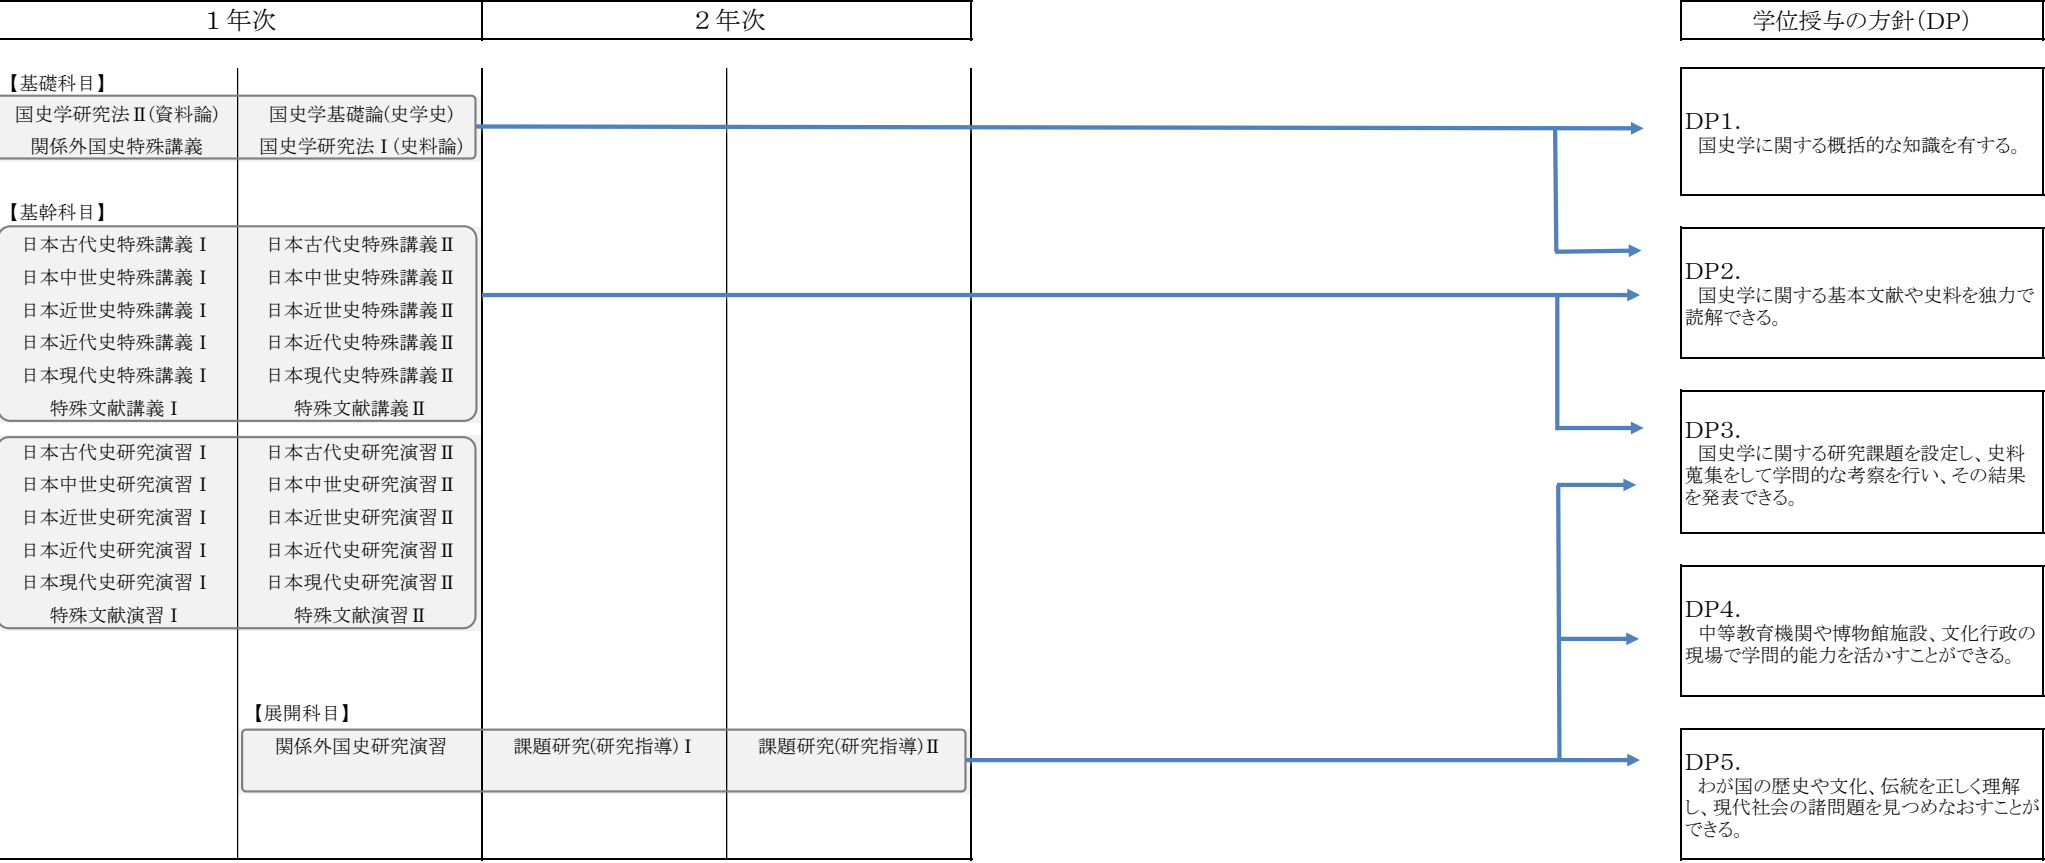 １年次
２年次
学位授与の方針(DP)
【基礎科目】
国史学研究法Ⅱ(資料論)
国史学基礎論(史学史)
関係外国史特殊講義
国史学研究法Ⅰ(史料論)
【基幹科目】
日本古代史特殊講義Ⅰ
日本古代史特殊講義Ⅱ
日本中世史特殊講義Ⅰ
日本中世史特殊講義Ⅱ
日本近世史特殊講義Ⅰ
日本近世史特殊講義Ⅱ
日本近代史特殊講義Ⅰ
日本近代史特殊講義Ⅱ
日本現代史特殊講義Ⅰ
日本現代史特殊講義Ⅱ
特殊文献講義Ⅰ
特殊文献講義Ⅱ
日本古代史研究演習Ⅰ
日本古代史研究演習Ⅱ
日本中世史研究演習Ⅰ
日本中世史研究演習Ⅱ
日本近世史研究演習Ⅰ
日本近世史研究演習Ⅱ
日本近代史研究演習Ⅰ
日本近代史研究演習Ⅱ
日本現代史研究演習Ⅰ
日本現代史研究演習Ⅱ
特殊文献演習Ⅰ
特殊文献演習Ⅱ
【展開科目】
関係外国史研究演習
課題研究(研究指導)Ⅰ
課題研究(研究指導)Ⅱ
DP1.
国史学に関する概括的な知識を有する。
DP2.
国史学に関する基本文献や史料を独力で
読解できる。
DP3.
国史学に関する研究課題を設定し、史料
蒐集をして学問的な考察を行い、その結果
を発表できる。
DP4.
中等教育機関や博物館施設、文化行政の
現場で学問的能力を活かすことができる。
DP5.
わが国の歴史や文化、伝統を正しく理解
し、現代社会の諸問題を見つめなおすことが
できる。